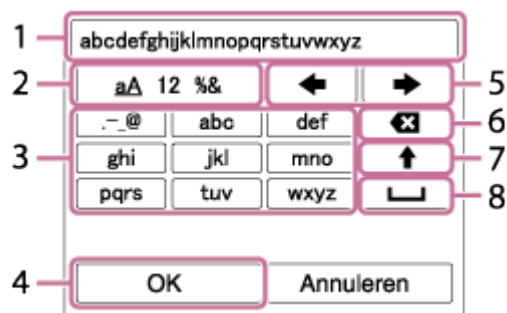 1 abcdefghijklmnopqrstuvwxyz
2 aA 12 %& 5
.-_@ abc def 6
3 ghi jkl mno 7
pqrs tuv wxyz 8
4 OK Annuleren